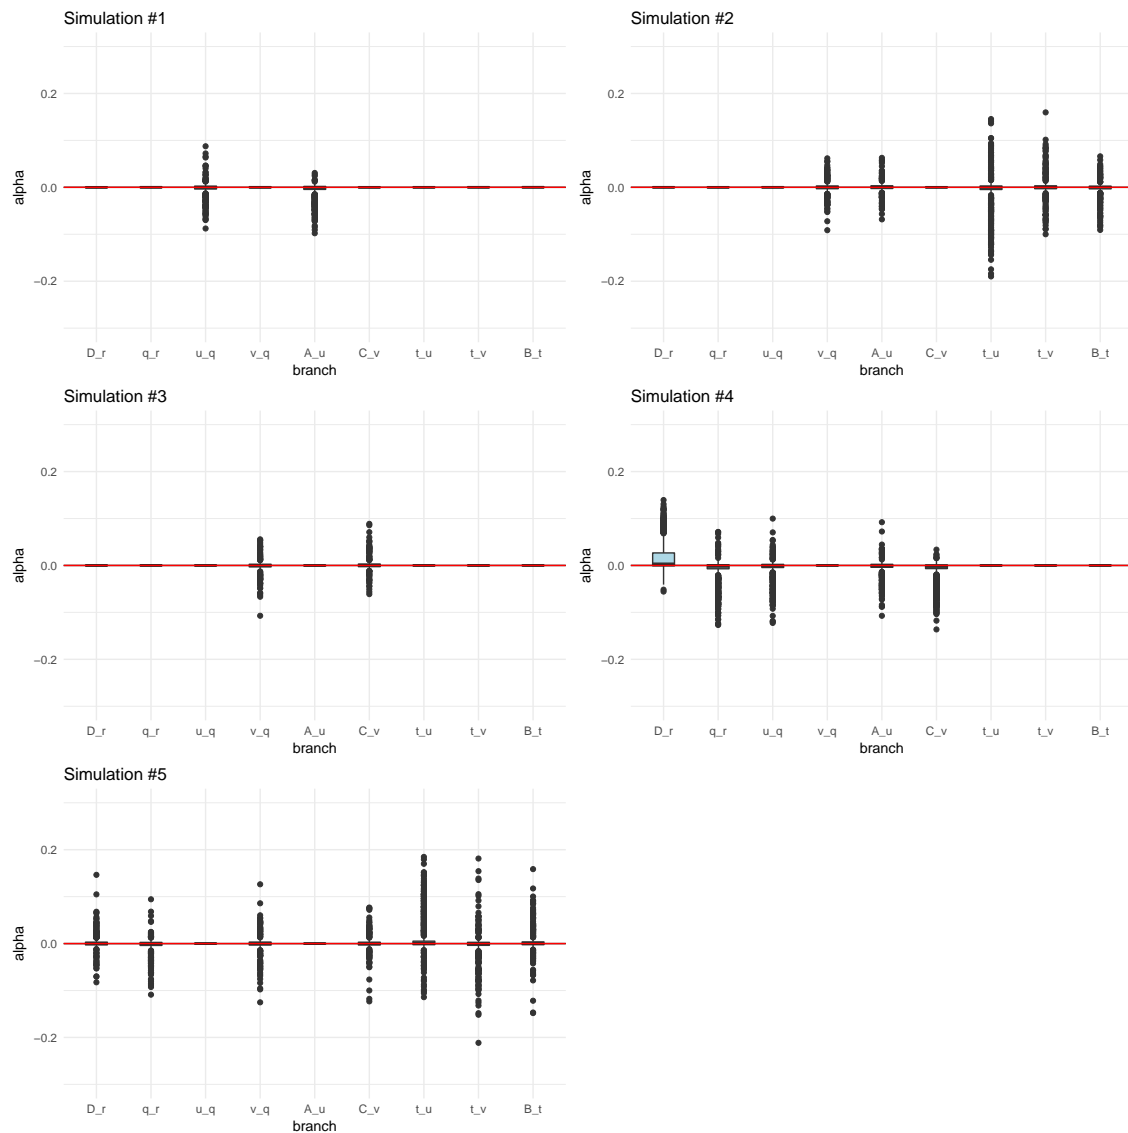 Simulation #1
alpha
0.2
0.0
−0.2
D_r q_r u_q v_q A_u C_v t_u t_v B_t
branch
Simulation #2
alpha
0.2
0.0
−0.2
D_r q_r u_q v_q A_u C_v t_u t_v B_t
branch
Simulation #3
alpha
0.2
0.0
−0.2
D_r q_r u_q v_q A_u C_v t_u t_v B_t
branch
Simulation #4
alpha
0.2
0.0
−0.2
D_r q_r u_q v_q A_u C_v t_u t_v B_t
branch
Simulation #5
alpha
0.2
0.0
−0.2
D_r q_r u_q v_q A_u C_v t_u t_v B_t
branch